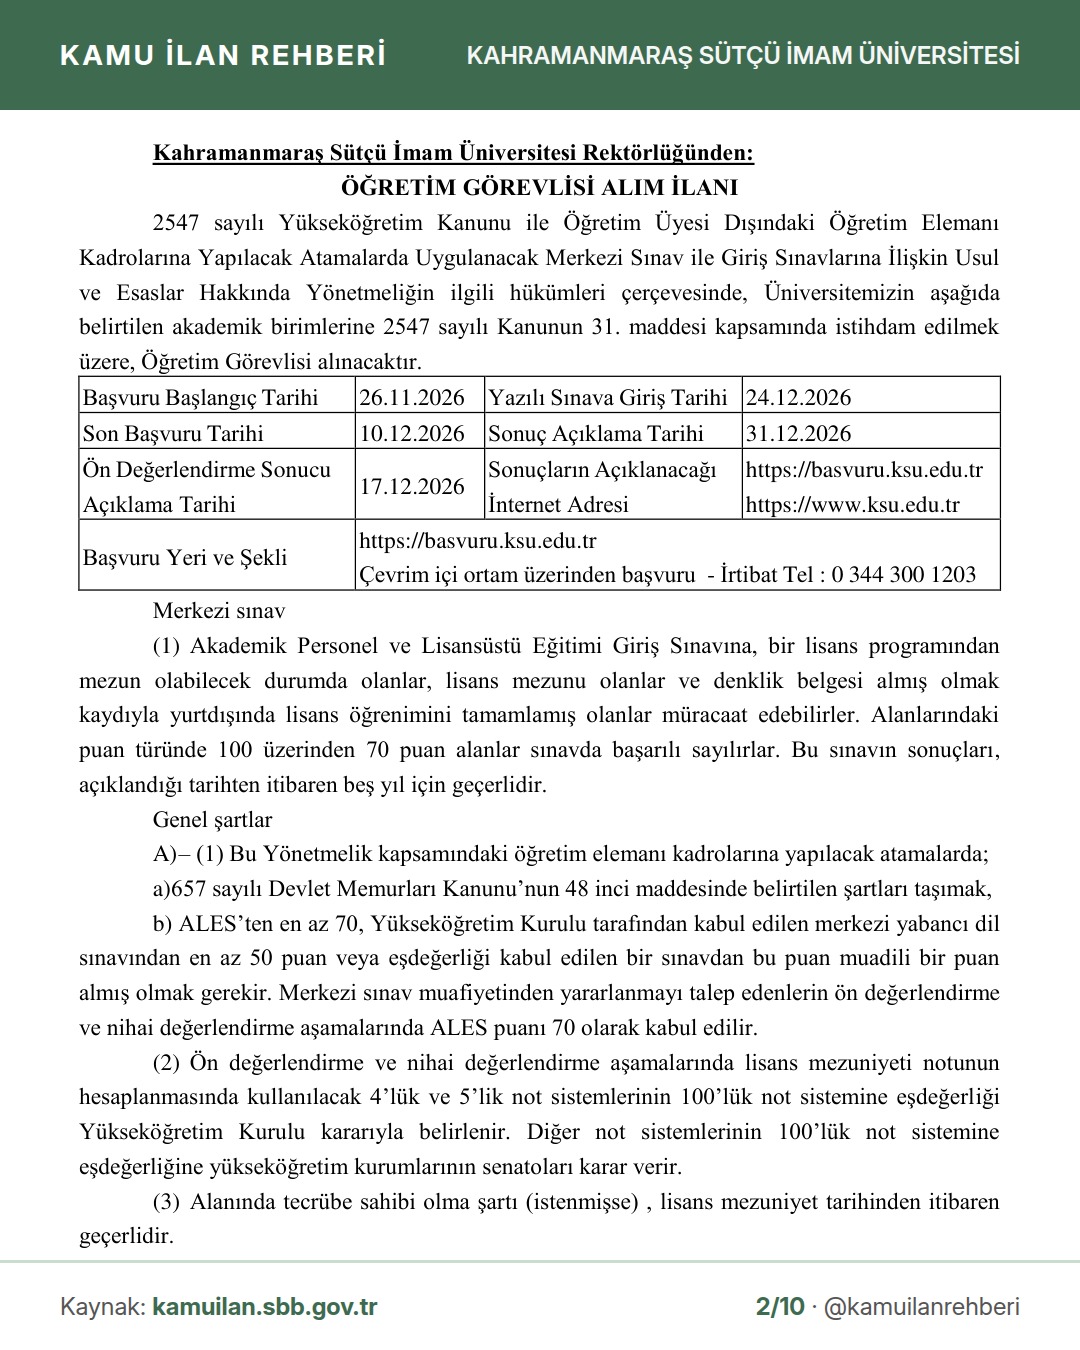 KAMU İLAN REHBERİ
KAHRAMANMARAŞ SÜTÇÜ İMAM ÜNİVERSİTESİ
Kahramanmaraş Sütçü İmam Üniversitesi Rektörlüğünden:
ÖĞRETİM GÖREVLİSİ ALIM İLANI
2547 sayılı Yükseköğretim Kanunu ile Öğretim Üyesi Dışındaki Öğretim Elemanı
Kadrolarına Yapılacak Atamalarda Uygulanacak Merkezi Sınav ile Giriş Sınavlarına İlişkin Usul
ve Esaslar Hakkında Yönetmeliğin ilgili hükümleri çerçevesinde, Üniversitemizin aşağıda
belirtilen akademik birimlerine 2547 sayılı Kanunun 31. maddesi kapsamında istihdam edilmek
üzere, Öğretim Görevlisi alınacaktır.
Başvuru Başlangıç Tarihi 26.11.2026 Yazılı Sınava Giriş Tarihi 24.12.2026
Son Başvuru Tarihi 10.12.2026 Sonuç Açıklama Tarihi 31.12.2026
Ön Değerlendirme Sonucu
Açıklama Tarihi
17.12.2026
Sonuçların Açıklanacağı
İnternet Adresi
https://basvuru.ksu.edu.tr
https://www.ksu.edu.tr
Başvuru Yeri ve Şekli
https://basvuru.ksu.edu.tr
Çevrim içi ortam üzerinden başvuru - İrtibat Tel : 0 344 300 1203
Merkezi sınav
(1) Akademik Personel ve Lisansüstü Eğitimi Giriş Sınavına, bir lisans programından
mezun olabilecek durumda olanlar, lisans mezunu olanlar ve denklik belgesi almış olmak
kaydıyla yurtdışında lisans öğrenimini tamamlamış olanlar müracaat edebilirler. Alanlarındaki
puan türünde 100 üzerinden 70 puan alanlar sınavda başarılı sayılırlar. Bu sınavın sonuçları,
açıklandığı tarihten itibaren beş yıl için geçerlidir.
Genel şartlar
A)– (1) Bu Yönetmelik kapsamındaki öğretim elemanı kadrolarına yapılacak atamalarda;
a)657 sayılı Devlet Memurları Kanunu’nun 48 inci maddesinde belirtilen şartları taşımak,
b) ALES’ten en az 70, Yükseköğretim Kurulu tarafından kabul edilen merkezi yabancı dil
sınavından en az 50 puan veya eşdeğerliği kabul edilen bir sınavdan bu puan muadili bir puan
almış olmak gerekir. Merkezi sınav muafiyetinden yararlanmayı talep edenlerin ön değerlendirme
ve nihai değerlendirme aşamalarında ALES puanı 70 olarak kabul edilir.
(2) Ön değerlendirme ve nihai değerlendirme aşamalarında lisans mezuniyeti notunun
hesaplanmasında kullanılacak 4’lük ve 5’lik not sistemlerinin 100’lük not sistemine eşdeğerliği
Yükseköğretim Kurulu kararıyla belirlenir. Diğer not sistemlerinin 100’lük not sistemine
eşdeğerliğine yükseköğretim kurumlarının senatoları karar verir.
(3) Alanında tecrübe sahibi olma şartı (istenmişse) , lisans mezuniyet tarihinden itibaren
geçerlidir.
Kaynak: kamuilan.sbb.gov.tr
2/10 · @kamuilanrehberi